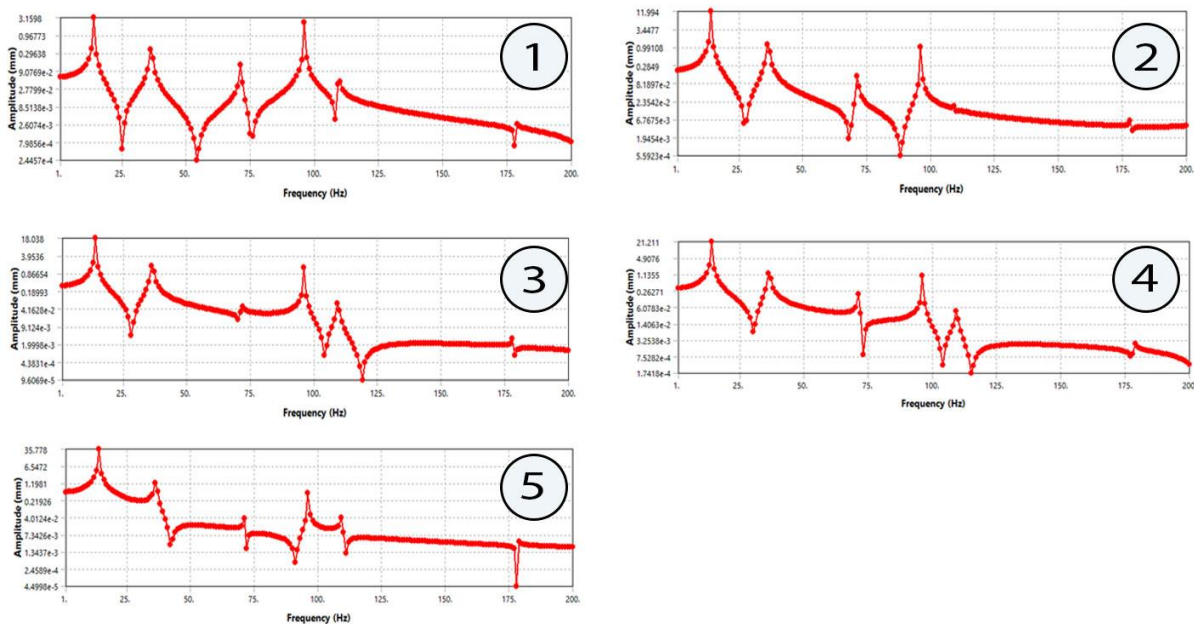 3.1598
0.96773
0.29638
9.0769e-2
2.7799e-2
8.5138e-3
2.6074e-3
7.9856e-4
2.4457e-4
Amplitude (mm)
1
1. 25. 50. 75. 100. 125. 150. 175. 200.
Frequency (Hz)
11.994
3.4477
0.99108
0.2849
8.1897e-2
2.3542e-2
6.7675e-3
1.9454e-3
5.5923e-4
Amplitude (mm)
2
1. 25. 50. 75. 100. 125. 150. 175. 200.
Frequency (Hz)
18.038
3.9536
0.86654
0.18993
4.1628e-2
9.124e-3
1.9998e-3
4.3831e-4
9.6069e-5
Amplitude (mm)
3
1. 25. 50. 75. 100. 125. 150. 175. 200.
Frequency (Hz)
21.211
4.9076
1.1355
0.26271
6.0783e-2
1.4063e-2
3.2538e-3
7.5282e-4
1.7418e-4
Amplitude (mm)
4
1. 25. 50. 75. 100. 125. 150. 175. 200.
Frequency (Hz)
35.778
6.5472
1.1981
0.21926
4.0124e-2
7.3426e-3
1.3437e-3
2.4589e-4
4.4998e-5
Amplitude (mm)
5
1. 25. 50. 75. 100. 125. 150. 175. 200.
Frequency (Hz)